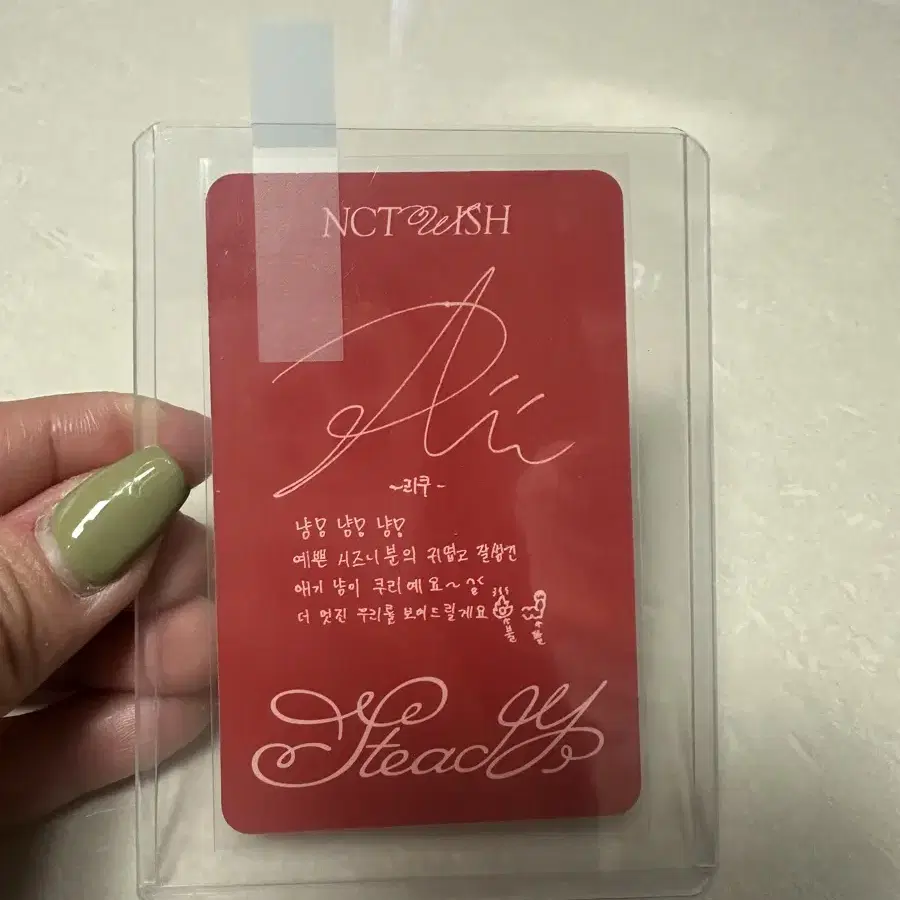 NCT WISH
~리쿠~
냥! 냠! 냥!
예쁜 시즈니분의 귀엽고 잘생긴
애기 냥이 쿠리예요~
더 멋진 우리를 보여드릴게요
Steady